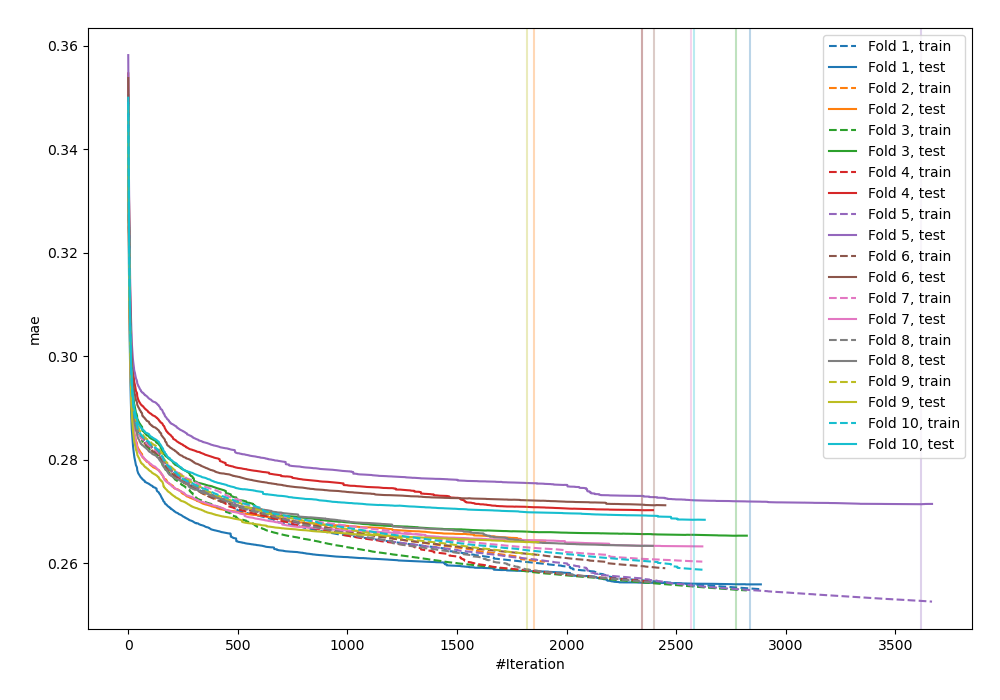 0.36
0.34
0.32
0.30
0.28
0.26
mae
0
500
1000
1500
2000
2500
3000
3500
#Iteration
Fold 1, train
Fold 1, test
Fold 2, train
Fold 2, test
Fold 3, train
Fold 3, test
Fold 4, train
Fold 4, test
Fold 5, train
Fold 5, test
Fold 6, train
Fold 6, test
Fold 7, train
Fold 7, test
Fold 8, train
Fold 8, test
Fold 9, train
Fold 9, test
Fold 10, train
Fold 10, test